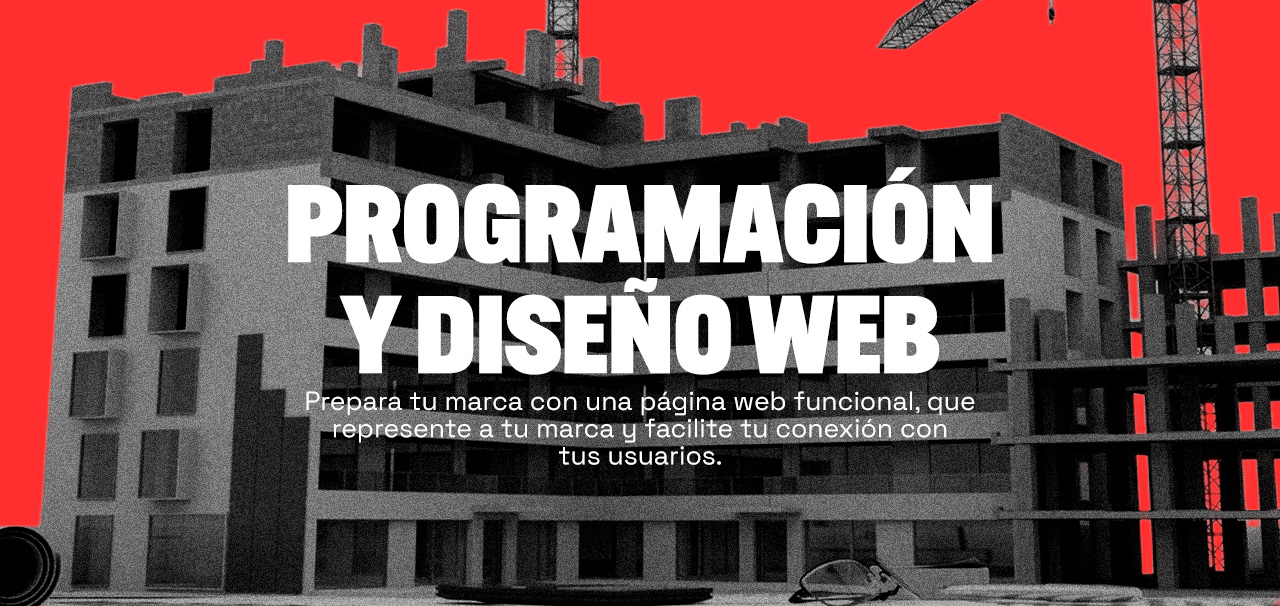 PROGRAMACIÓN
Y DISEÑO WEB
Prepara tu marca con una página web funcional, que
represente a tu marca y facilite tu conexión con
tus usuarios.